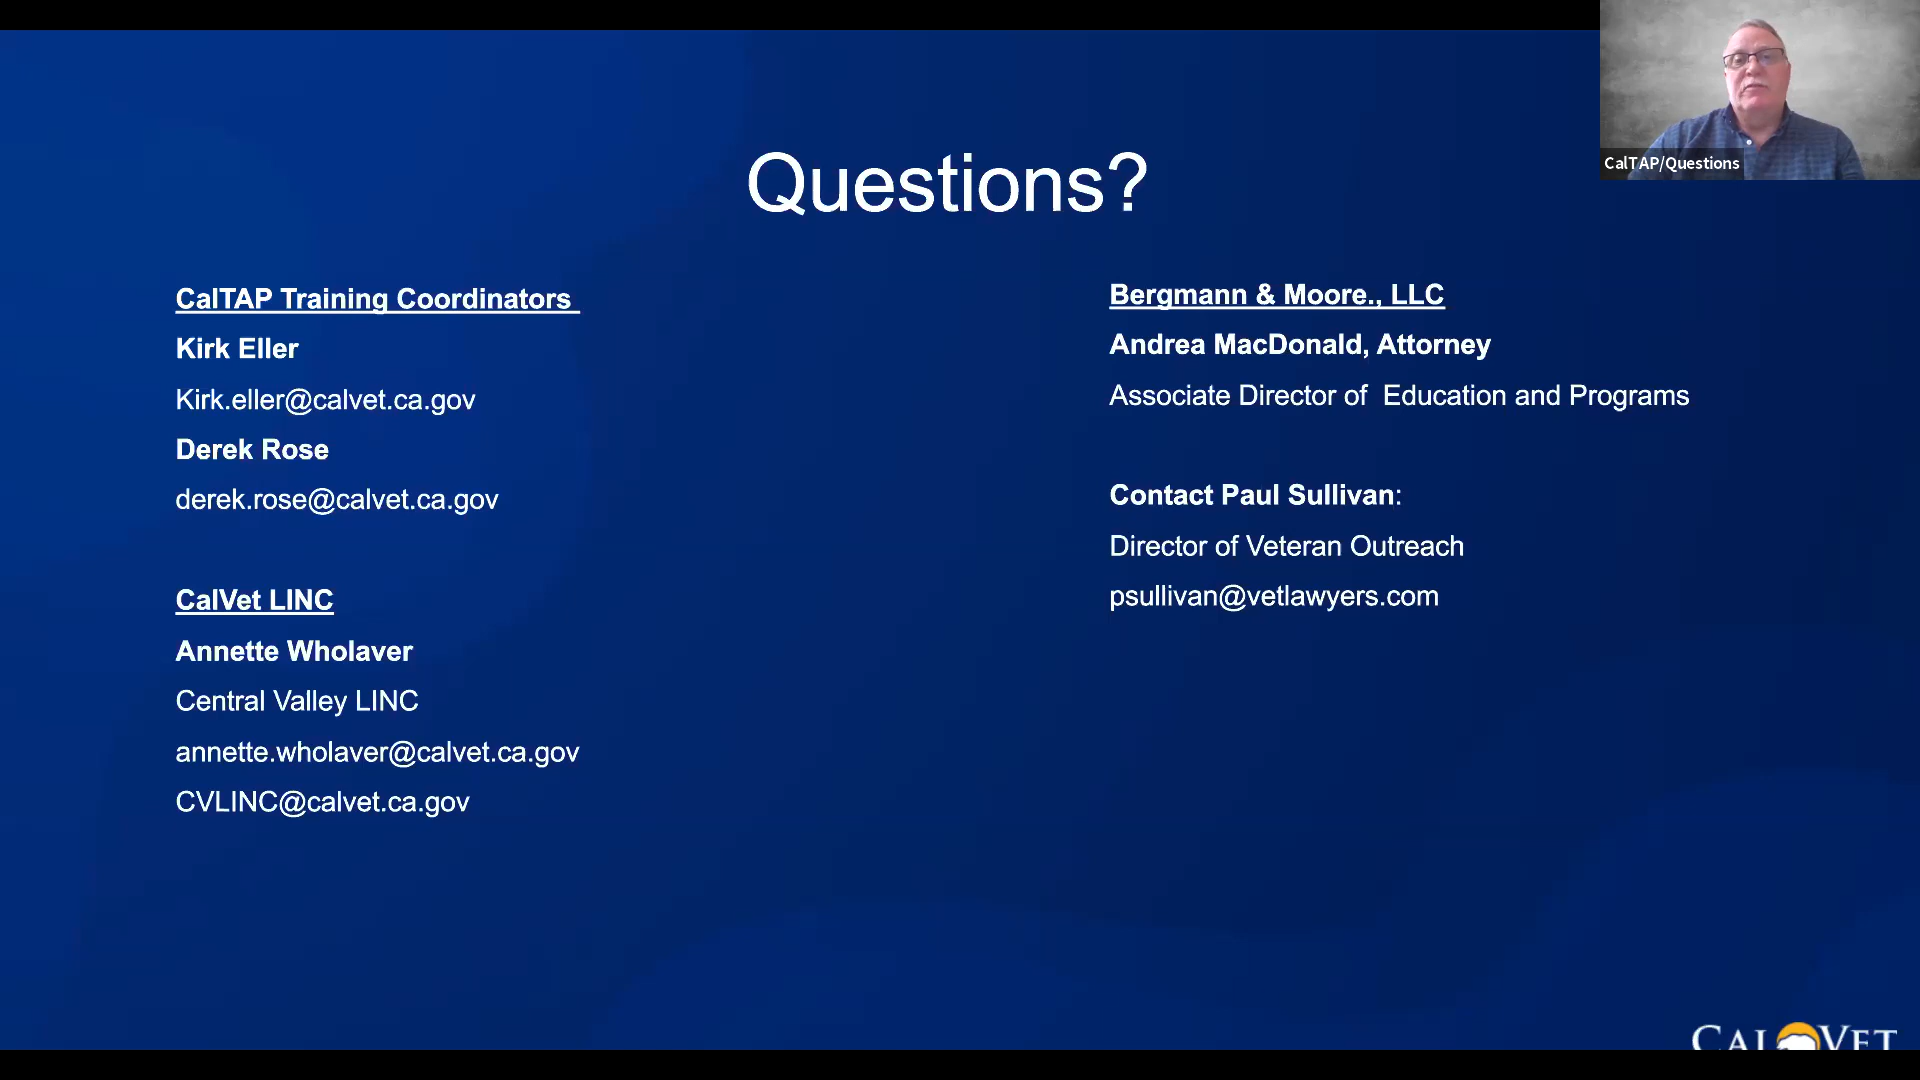 Questions?
CalTAP Training Coordinators
Kirk Eller
Kirk.eller@calvet.ca.gov
Derek Rose
derek.rose@calvet.ca.gov
CalVet LINC
Annette Wholaver
Central Valley LINC
annette.wholaver@calvet.ca.gov
CVLINC@calvet.ca.gov
Bergmann & Moore., LLC
Andrea MacDonald, Attorney
Associate Director of  Education and Programs
Contact Paul Sullivan:
Director of Veteran Outreach
psullivan@vetlawyers.com
CalTAP/Questions
CALVET